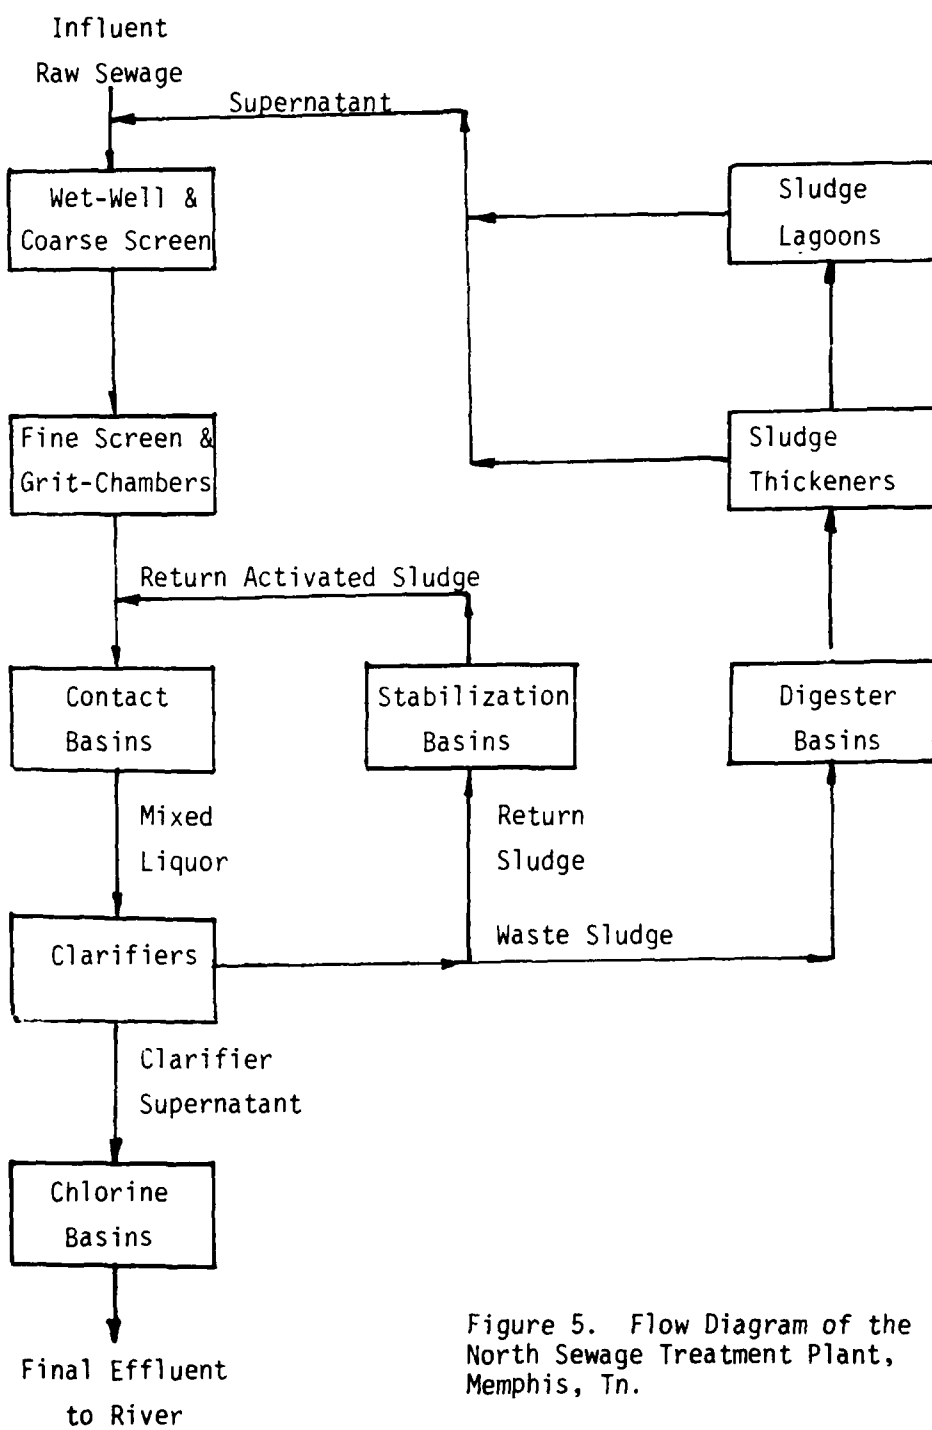 Influent
Raw Sewage
Supernatant
Wet-Well &
Coarse Screen
Sludge
Lagoons
Fine Screen &
Grit-Chambers
Sludge
Thickeners
Return Activated Sludge
Contact
Basins
Stabilization
Basins
Digester
Basins
Mixed
Liquor
Return
Sludge
Clarifiers
Waste Sludge
Clarifier
Supernatant
Chlorine
Basins
Final Effluent
to River
Figure 5. Flow Diagram of the
North Sewage Treatment Plant,
Memphis, Tn.